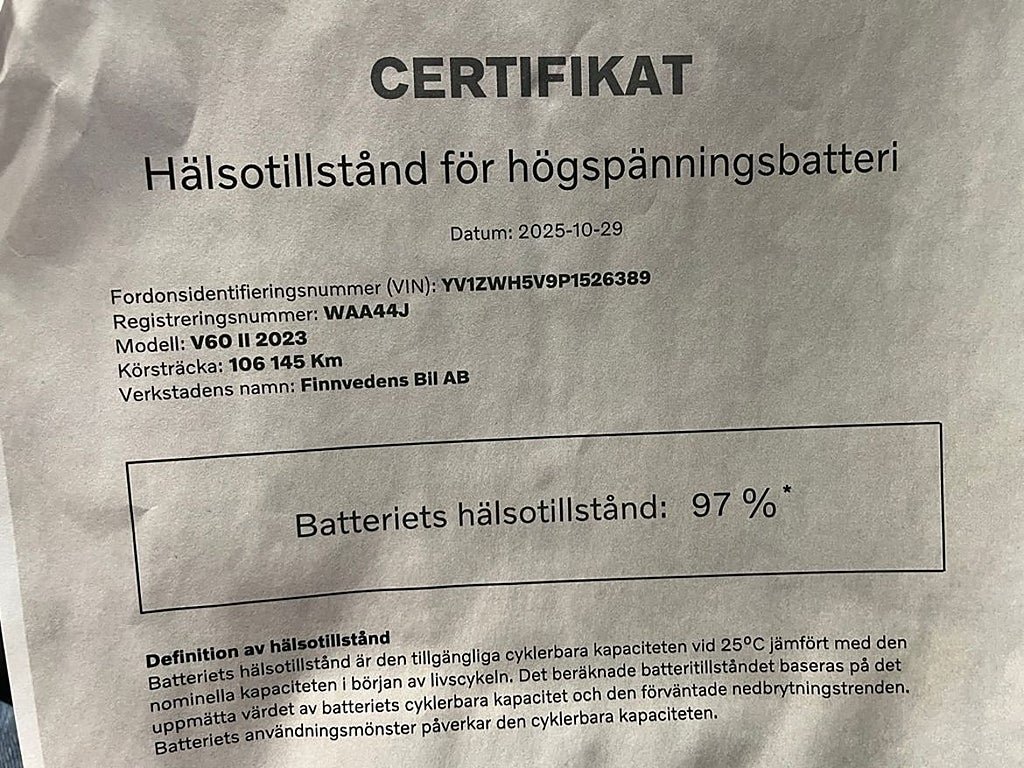 CERTIFIKAT
Hälsotillstånd för högspänningsbatteri
Datum: 2025-10-29
Fordonsidentifieringsnummer (VIN): YV1ZWH5V9P1526389
Registreringsnummer: WAA44J
Modell: V60 II 2023
Körsträcka: 106 145 Km
Verkstadens namn: Finnvedens Bil AB
Batteriets hälsotillstånd: 97 %*
Definition av hälsotillstånd
Batteriets hälsotillstånd är den tillgängliga cyklerbara kapaciteten vid 25ºC jämfört med den
nominella kapaciteten i början av livscykeln. Det beräknade batteritillståndet baseras på det
uppmätta värdet av batteriets cyklerbara kapacitet och den förväntade nedbrytningstrenden.
Batteriets användningsmönster påverkar den cyklerbara kapaciteten.